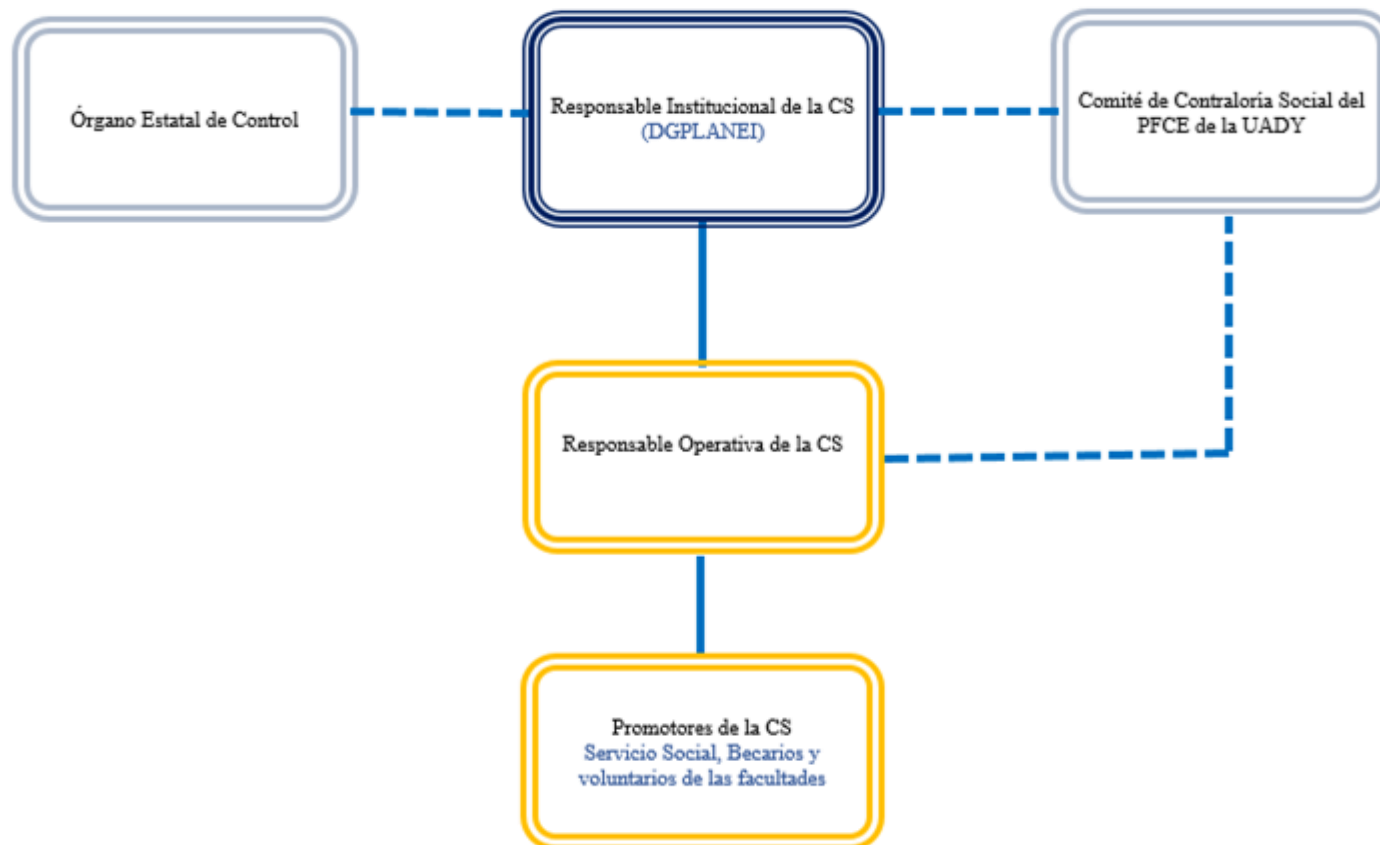 Órgano Estatal de Control
Responsable Institucional de la CS
(DGPLANEI)
Comité de Contraloría Social del
PFCE de la UADY
Responsable Operativa de la CS
Promotores de la CS
Servicio Social, Becarios y
voluntarios de las facultades